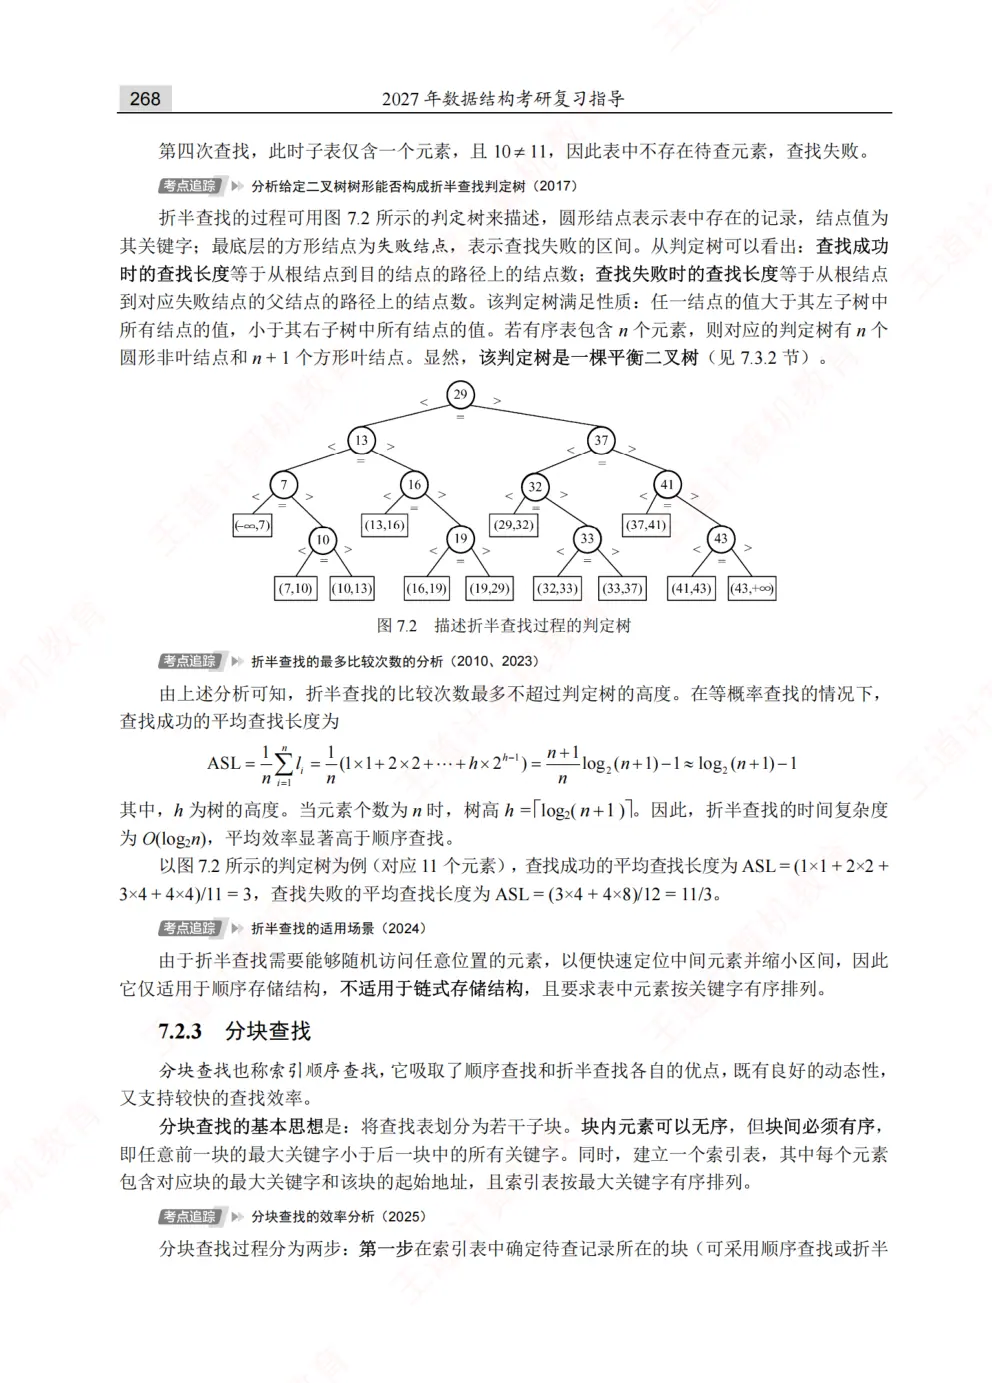 268
2027 年数据结构考研复习指导
第四次查找，此时子表仅含一个元素，且 10 ≠ 11，因此表中不存在待查元素，查找失败。
考点追踪 分析给定二叉树树形能否构成折半查找判定树（2017）
折半查找的过程可用图 7.2 所示的判定树来描述，圆形结点表示表中存在的记录，结点值为
其关键字；最底层的方形结点为失败结点，表示查找失败的区间。从判定树可以看出：查找成功
时的查找长度等于从根结点到目的结点的路径上的结点数；查找失败时的查找长度等于从根结点
到对应失败结点的父结点的路径上的结点数。该判定树满足性质：任一结点的值大于其左子树中
所有结点的值，小于其右子树中所有结点的值。若有序表包含 n 个元素，则对应的判定树有 n 个
圆形非叶结点和 n + 1 个方形叶结点。显然，该判定树是一棵平衡二叉树（见 7.3.2 节）。
29
< >
=
13 37
< > < >
= =
7 16 32 41
< > < > < > < >
= = = =
(−∞,7) (13,16) (29,32) (37,41)
10 19 33 43
< > < > < > < >
= = = =
(7,10) (10,13) (16,19) (19,29) (32,33) (33,37) (41,43) (43,+∞)
图 7.2 描述折半查找过程的判定树
考点追踪 折半查找的最多比较次数的分析（2010、2023）
由上述分析可知，折半查找的比较次数最多不超过判定树的高度。在等概率查找的情况下，
查找成功的平均查找长度为
ASL = 1/n ∑_{i=1}^{n} l_i = 1/n (1×1 + 2×2 + ⋯ + h×2^{h−1}) = (n+1)/n log₂(n+1) − 1 ≈ log₂(n+1) − 1
其中，h 为树的高度。当元素个数为 n 时，树高 h =⌈log₂( n + 1 )⌉。因此，折半查找的时间复杂度
为 O(log₂n)，平均效率显著高于顺序查找。
以图 7.2 所示的判定树为例（对应 11 个元素），查找成功的平均查找长度为 ASL = (1×1 + 2×2 +
3×4 + 4×4)/11 = 3，查找失败的平均查找长度为 ASL = (3×4 + 4×8)/12 = 11/3。
考点追踪 折半查找的适用场景（2024）
由于折半查找需要能够随机访问任意位置的元素，以便快速定位中间元素并缩小区间，因此
它仅适用于顺序存储结构，不适用于链式存储结构，且要求表中元素按关键字有序排列。
7.2.3 分块查找
分块查找也称索引顺序查找，它吸取了顺序查找和折半查找各自的优点，既有良好的动态性，
又支持较快的查找效率。
分块查找的基本思想是：将查找表划分为若干子块。块内元素可以无序，但块间必须有序，
即任意前一块的最大关键字小于后一块中的所有关键字。同时，建立一个索引表，其中每个元素
包含对应块的最大关键字和该块的起始地址，且索引表按最大关键字有序排列。
考点追踪 分块查找的效率分析（2025）
分块查找过程分为两步：第一步在索引表中确定待查记录所在的块（可采用顺序查找或折半
王道计算机教育